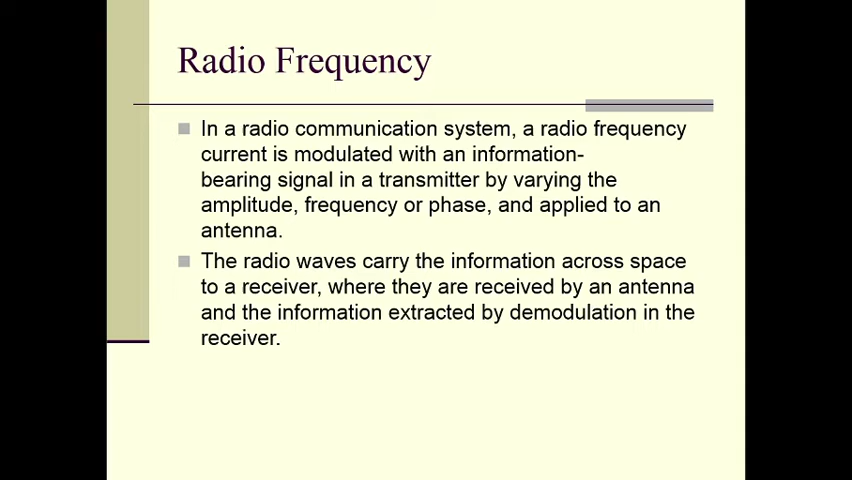 Radio Frequency
In a radio communication system, a radio frequency
current is modulated with an information-
bearing signal in a transmitter by varying the
amplitude, frequency or phase, and applied to an
antenna.
The radio waves carry the information across space
to a receiver, where they are received by an antenna
and the information extracted by demodulation in the
receiver.